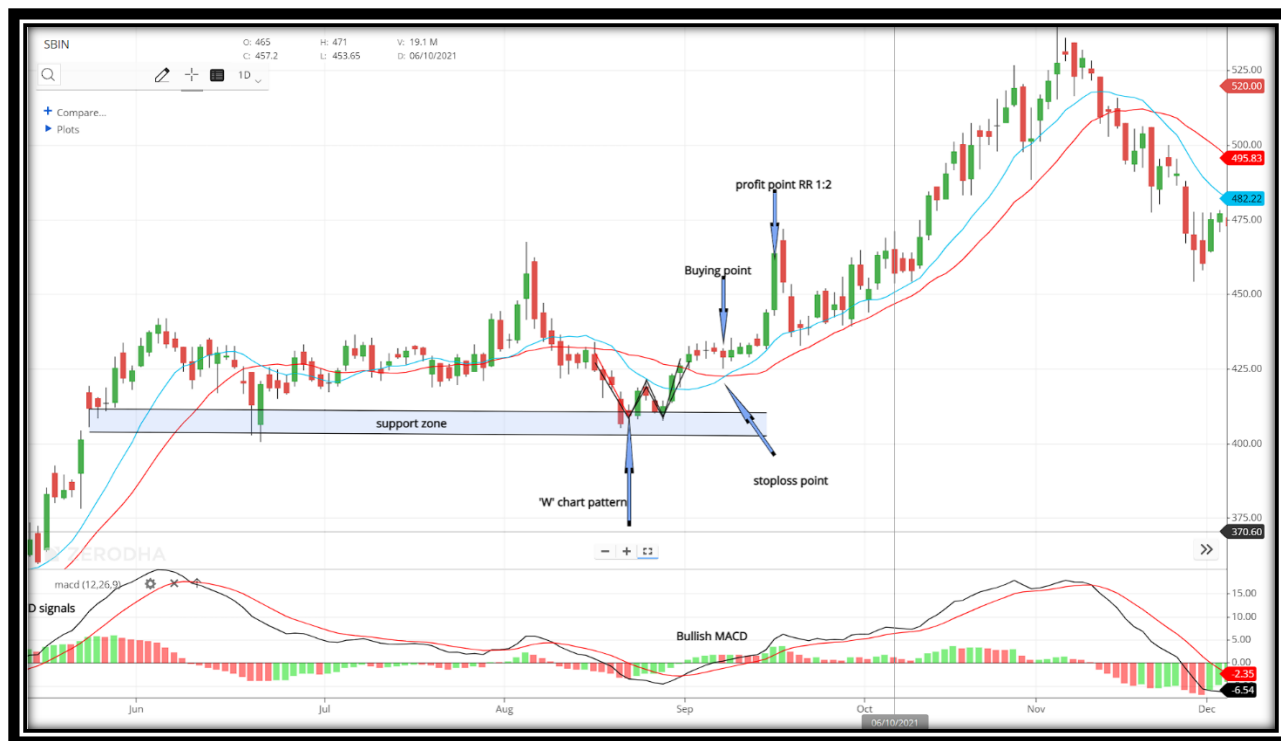 SBIN
O: 465 H: 471 V: 19.1 M
C: 457.2 L: 453.65 D: 06/10/2021
1D
+ Compare...
Plots
525.00
520.00
500.00
495.83
profit point RR 1:2
482.22
475.00
Buying point
450.00
425.00
support zone
400.00
stoploss point
'W' chart pattern
375.00
370.60
ZERODHA
macd (12,26,9)
15.00
D signals
10.00
Bullish MACD
5.00
0.00
-2.35
-6.54
Jun Jul Aug Sep Oct Nov Dec
06/10/2021